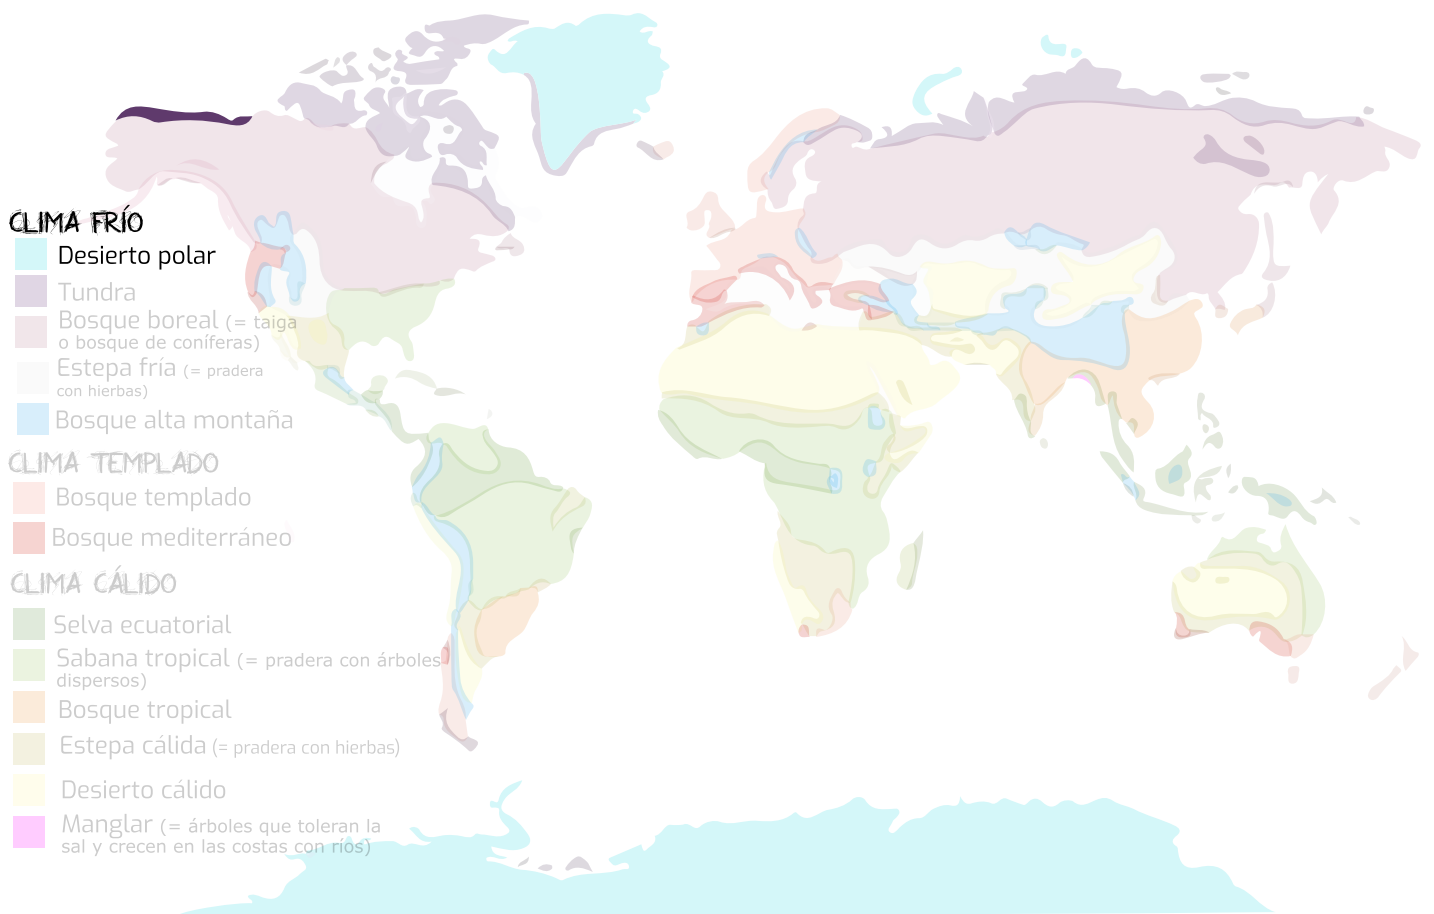 CLIMA FRÍO
Desierto polar
Tundra
Bosque boreal (= taiga
o bosque de coníferas)
Estepa fría (= pradera
con hierbas)
Bosque alta montaña
CLIMA TEMPLADO
Bosque templado
Bosque mediterráneo
CLIMA CÁLIDO
Selva ecuatorial
Sabana tropical (= pradera con árboles
dispersos)
Bosque tropical
Estepa cálida (= pradera con hierbas)
Desierto cálido
Manglar (= árboles que toleran la
sal y crecen en las costas con ríos)